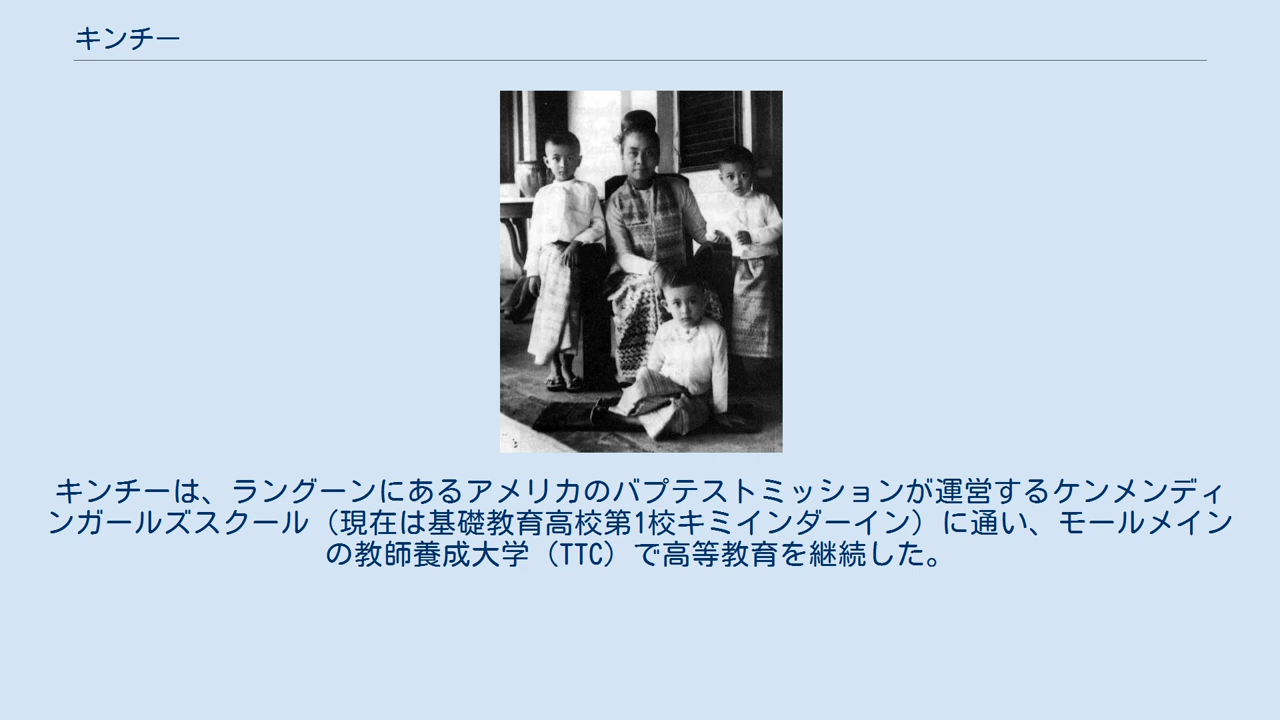 キンチー
キンチーは、ラングーンにあるアメリカのバプテストミッションが運営するケンメンディ
ンガールズスクール（現在は基礎教育高校第1校キミインダーイン）に通い、モールメイン
の教師養成大学（TTC）で高等教育を継続した。